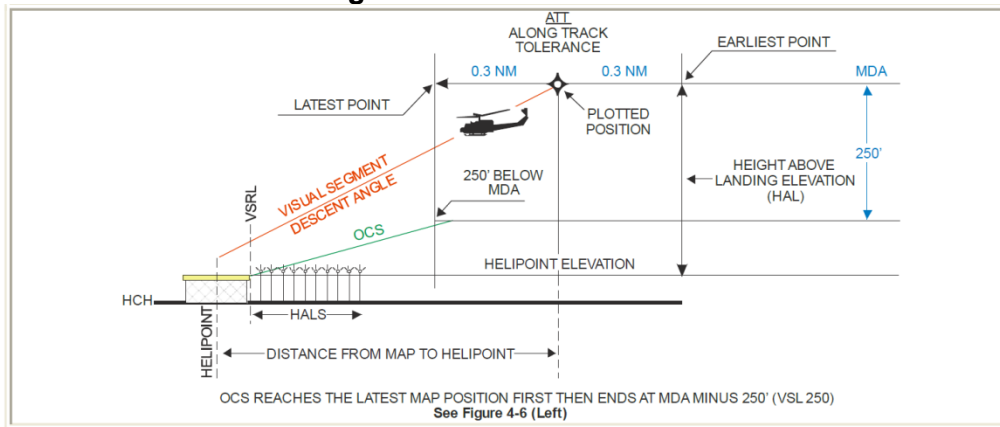 ATT
ALONG TRACK
TOLERANCE
EARLIEST POINT
0.3 NM
0.3 NM
MDA
LATEST POINT
PLOTTED
POSITION
250'
HEIGHT ABOVE
LANDING ELEVATION
(HAL)
250' BELOW
MDA
VISUAL SEGMENT
DESCENT ANGLE
VSRL
OCS
HELIPOINT ELEVATION
HCH
HALS
HELIPOINT
DISTANCE FROM MAP TO HELIPOINT
OCS REACHES THE LATEST MAP POSITION FIRST THEN ENDS AT MDA MINUS 250' (VSL 250)
See Figure 4-6 (Left)